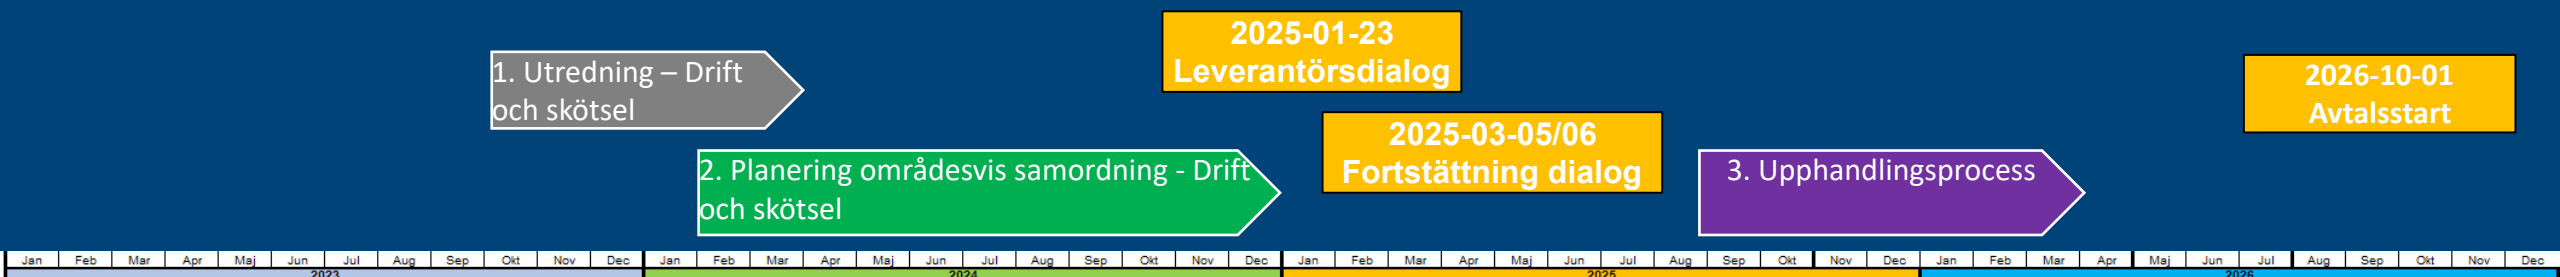 2025-01-23
Leverantörsdialog
1. Utredning – Drift
och skötsel
2026-10-01
Avtalsstart
2025-03-05/06
Fortstättning dialog
2. Planering områdesvis samordning - Drift
och skötsel
3. Upphandlingsprocess
Jan Feb Mar Apr Maj Jun Jul Aug Sep Okt Nov Dec Jan Feb Mar Apr Maj Jun Jul Aug Sep Okt Nov Dec Jan Feb Mar Apr Maj Jun Jul Aug Sep Okt Nov Dec Jan Feb Mar Apr Maj Jun Jul Aug Sep Okt Nov Dec
2023 2024 2025 2026